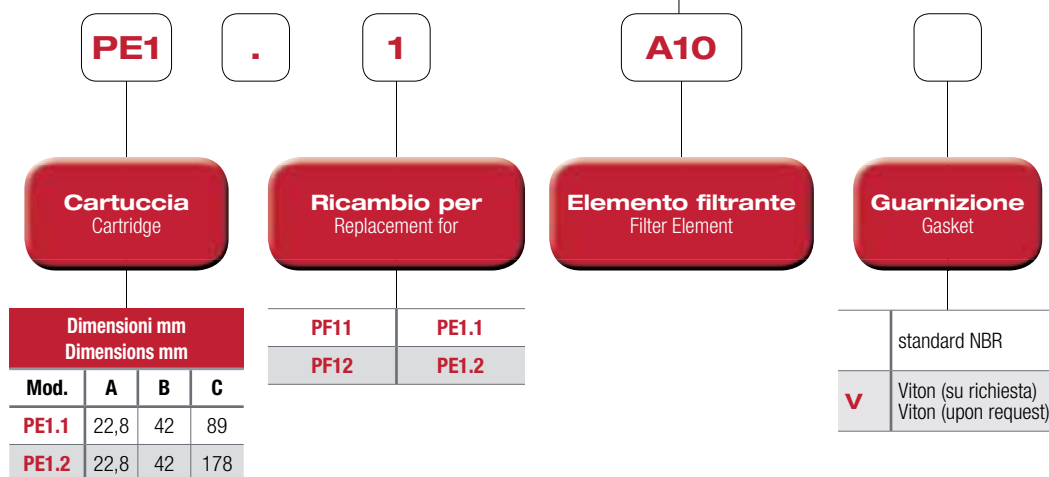 PE1 . 1 A10
Cartuccia
Cartridge
Ricambio per
Replacement for
Elemento filtrante
Filter Element
Guarnizione
Gasket
Dimensioni mm
Dimensions mm
Mod. A B C
PE1.1 22,8 42 89
PE1.2 22,8 42 178
PF11 PE1.1
PF12 PE1.2
standard NBR
V Viton (su richiesta)
Viton (upon request)